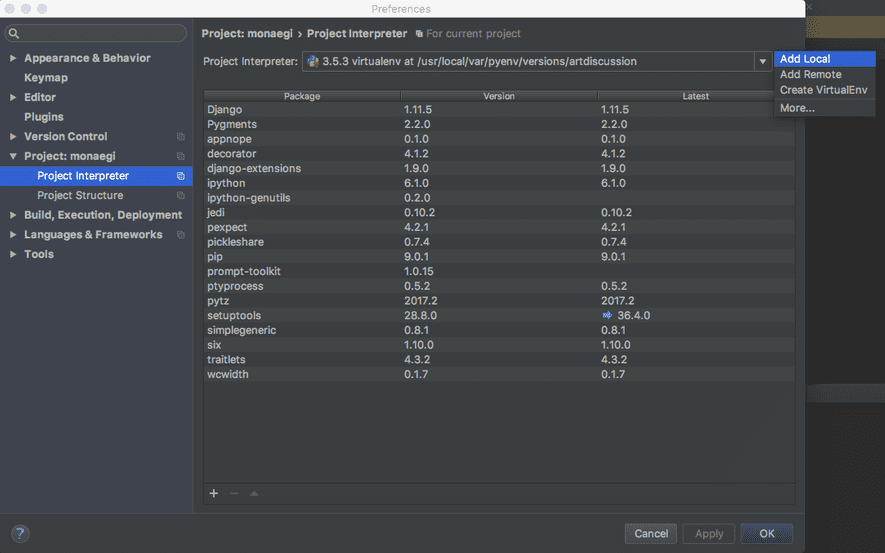 Preferences
Project: monaegi › Project Interpreter For current project
Project Interpreter: 3.5.3 virtualenv at /usr/local/var/pyenv/versions/artdiscussion
Add Local
Add Remote
Create VirtualEnv
More...
Appearance & Behavior
Keymap
Editor
Plugins
Version Control
Project: monaegi
Project Interpreter
Project Structure
Build, Execution, Deployment
Languages & Frameworks
Tools
Package Version Latest
Django 1.11.5 1.11.5
Pygments 2.2.0 2.2.0
appnope 0.1.0 0.1.0
decorator 4.1.2 4.1.2
django-extensions 1.9.0 1.9.0
ipython 6.1.0 6.1.0
ipython-genutils 0.2.0
jedi 0.10.2 0.10.2
pexpect 4.2.1 4.2.1
pickleshare 0.7.4 0.7.4
pip 9.0.1 9.0.1
prompt-toolkit 1.0.15
ptyprocess 0.5.2 0.5.2
pytz 2017.2 2017.2
setuptools 28.8.0 36.4.0
simplegeneric 0.8.1 0.8.1
six 1.10.0 1.10.0
traitlets 4.3.2 4.3.2
wcwidth 0.1.7 0.1.7
? Cancel Apply OK